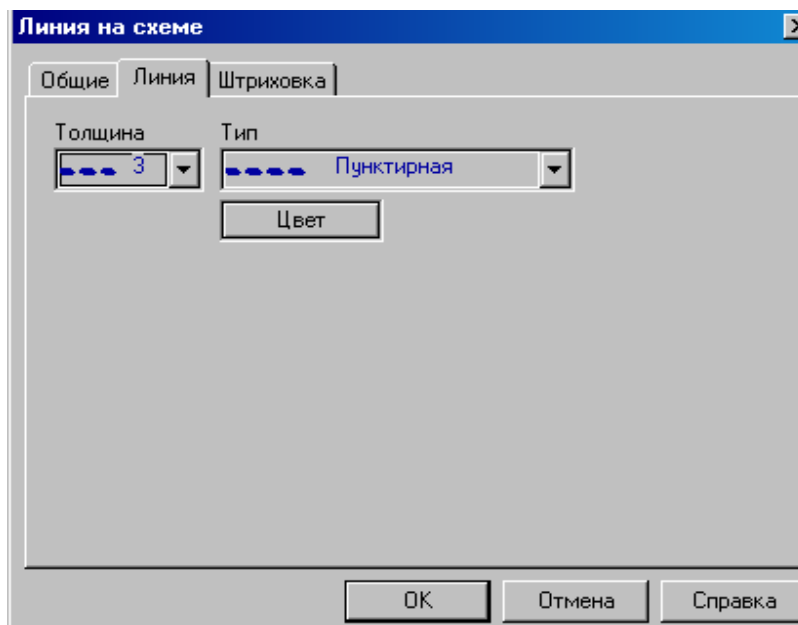 Линия на схеме
Общие Линия Штриховка
Толщина Тип
3 Пунктирная
Цвет
OK Отмена Справка